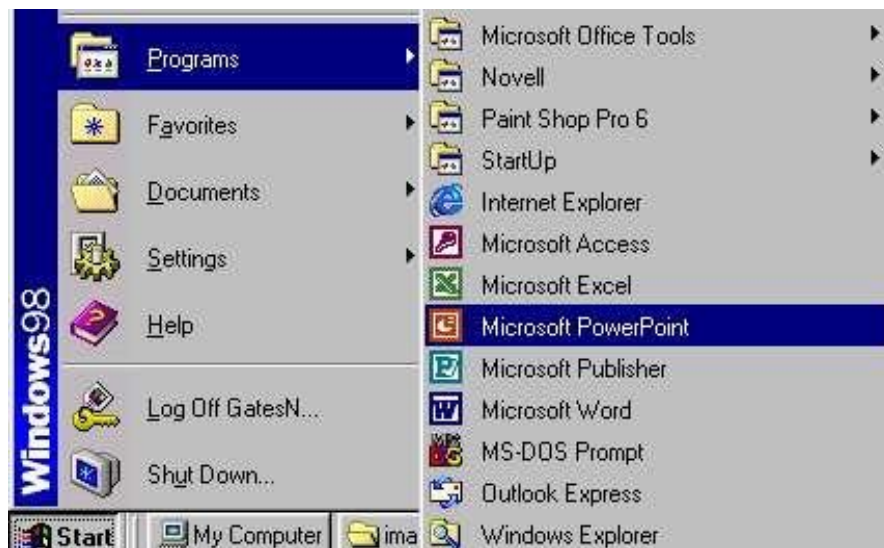 Windows98
Programs
Favorites
Documents
Settings
Help
Log Off GatesN...
Shut Down...
Microsoft Office Tools
Novell
Paint Shop Pro 6
StartUp
Internet Explorer
Microsoft Access
Microsoft Excel
Microsoft PowerPoint
Microsoft Publisher
Microsoft Word
MS-DOS Prompt
Outlook Express
Windows Explorer
Start
My Computer
ima